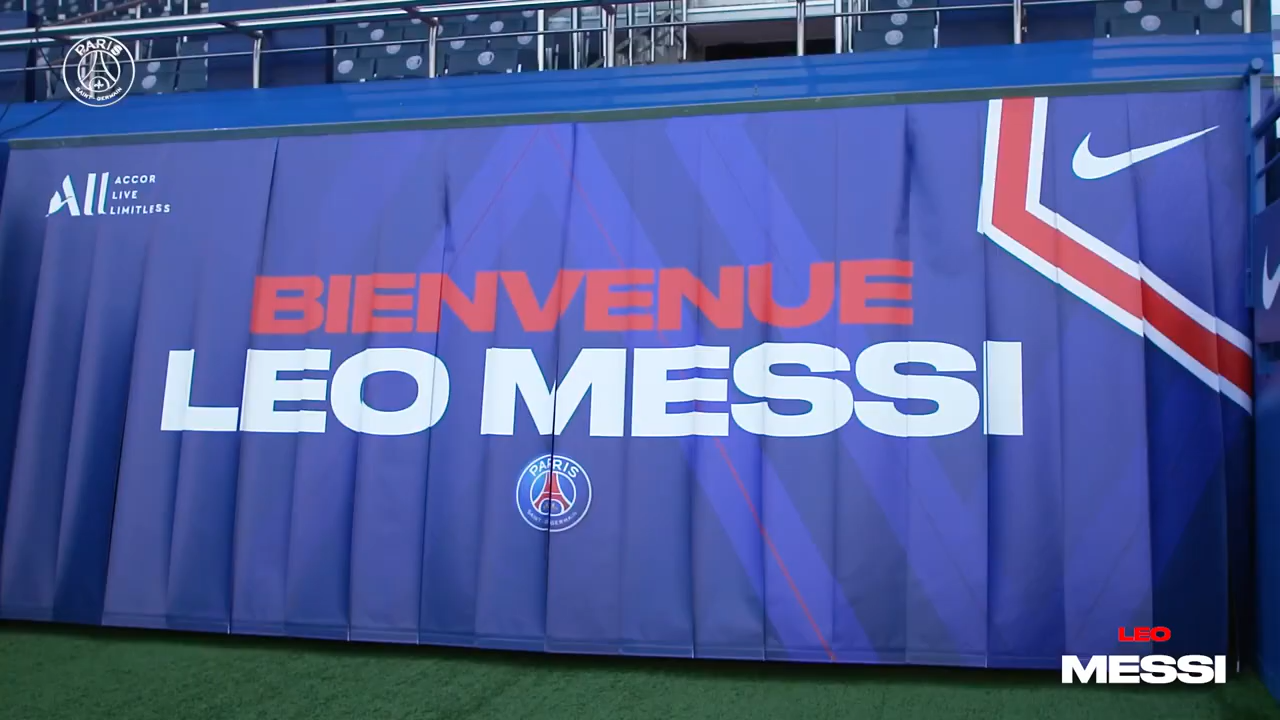 PARIS
SAINT-GERMAIN
ALL ACCOR
LIVE
LIMITLESS
BIENVENUE
LEO MESSI
PARIS
SAINT-GERMAIN
LEO
MESSI